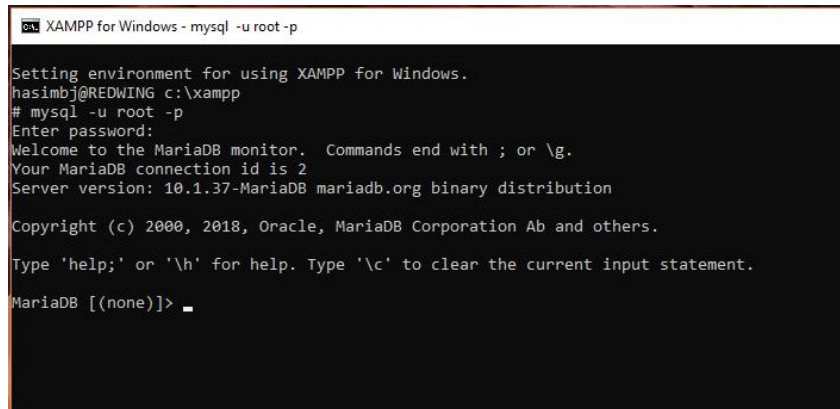 XAMPP for Windows - mysql -u root -p
Setting environment for using XAMPP for Windows.
hasimbj@REDWING c:\xampp
# mysql -u root -p
Enter password:
Welcome to the MariaDB monitor.  Commands end with ; or \g.
Your MariaDB connection id is 2
Server version: 10.1.37-MariaDB mariadb.org binary distribution
Copyright (c) 2000, 2018, Oracle, MariaDB Corporation Ab and others.
Type 'help;' or '\h' for help. Type '\c' to clear the current input statement.
MariaDB [(none)]> _